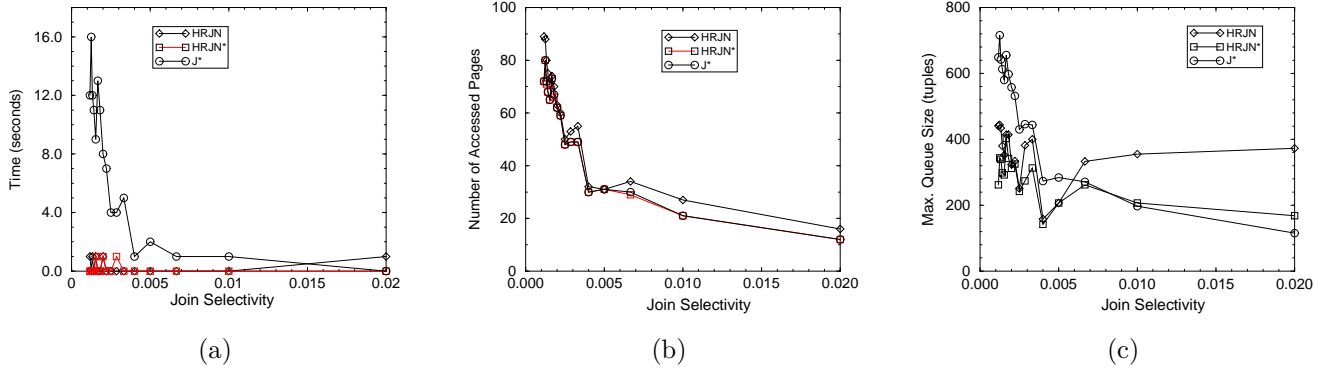 16.0
12.0
8.0
4.0
0.0
Time (seconds)
0 0.005 0.01 0.015 0.02
Join Selectivity
HRJN
HRJN*
J*
(a)
100
80
60
40
20
0
Number of Accessed Pages
0.000 0.005 0.010 0.015 0.020
Join Selectivity
HRJN
HRJN*
J*
(b)
800
600
400
200
0
Max. Queue Size (tuples)
0.000 0.005 0.010 0.015 0.020
Join Selectivity
HRJN
HRJN*
J*
(c)